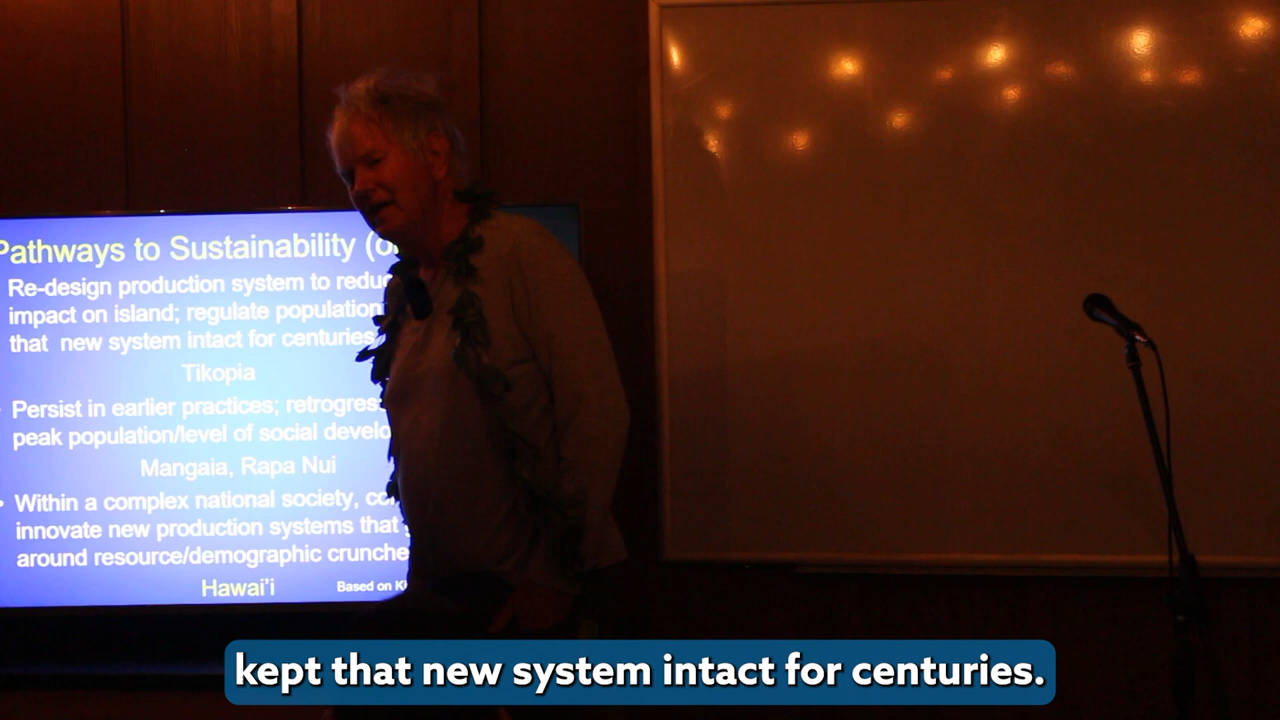 Pathways to Sustainability
Re-design production system to
impact on island; regulate population
that new system intact for centuries
Tikopia
• Persist in earlier practices;
peak population/level of social
Mangaia, Rapa Nui
• Within a complex national society,
innovate new production systems that
around resource/demographic
Hawai'i
Based on
kept that new system intact for centuries.